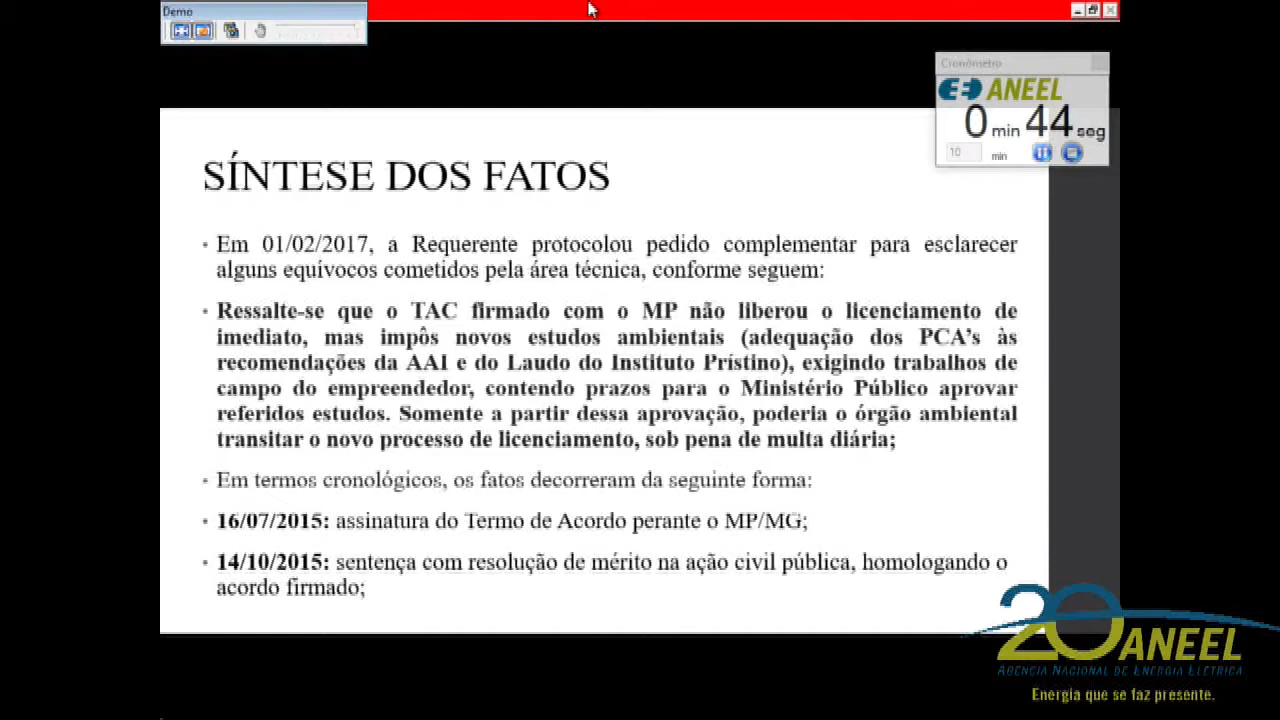 Demo
Cronômetro
ANEEL
0 min 44 seg
10 min
SÍNTESE DOS FATOS
• Em 01/02/2017, a Requerente protocolou pedido complementar para esclarecer
alguns equívocos cometidos pela área técnica, conforme seguem:
• Ressalte-se que o TAC firmado com o MP não liberou o licenciamento de
imediato, mas impôs novos estudos ambientais (adequação dos PCA’s às
recomendações da AAI e do Laudo do Instituto Prístino), exigindo trabalhos de
campo do empreendedor, contendo prazos para o Ministério Público aprovar
referidos estudos. Somente a partir dessa aprovação, poderia o órgão ambiental
transitar o novo processo de licenciamento, sob pena de multa diária;
• Em termos cronológicos, os fatos decorreram da seguinte forma:
• 16/07/2015: assinatura do Termo de Acordo perante o MP/MG;
• 14/10/2015: sentença com resolução de mérito na ação civil pública, homologando o
acordo firmado;
20 ANEEL
AGÊNCIA NACIONAL DE ENERGIA ELÉTRICA
Energia que se faz presente.